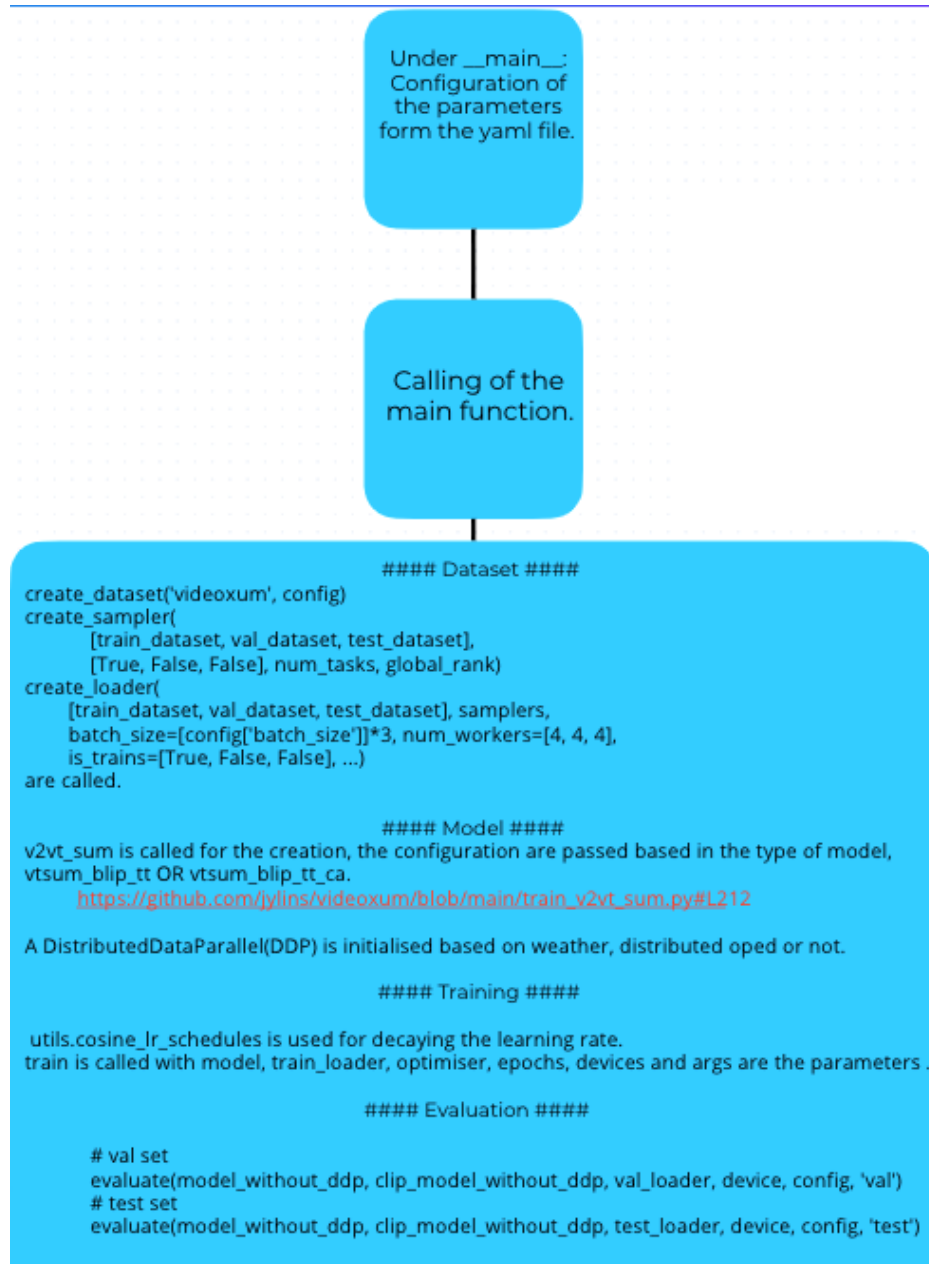 Under __main__:
Configuration of
the parameters
form the yaml file.
Calling of the
main function.
#### Dataset ####
create_dataset('videoxum', config)
create_sampler(
[train_dataset, val_dataset, test_dataset],
[True, False, False], num_tasks, global_rank)
create_loader(
[train_dataset, val_dataset, test_dataset], samplers,
batch_size=[config['batch_size']]*3, num_workers=[4, 4, 4],
is_trains=[True, False, False], ...)
are called.
#### Model ####
v2vt_sum is called for the creation, the configuration are passed based in the type of model,
vtsum_blip_tt OR vtsum_blip_tt_ca.
https://github.com/jylins/videoxum/blob/main/train_v2vt_sum.py#L212
A DistributedDataParallel(DDP) is initialised based on weather, distributed oped or not.
#### Training ####
utils.cosine_lr_schedules is used for decaying the learning rate.
train is called with model, train_loader, optimiser, epochs, devices and args are the parameters .
#### Evaluation ####
# val set
evaluate(model_without_ddp, clip_model_without_ddp, val_loader, device, config, 'val')
# test set
evaluate(model_without_ddp, clip_model_without_ddp, test_loader, device, config, 'test')